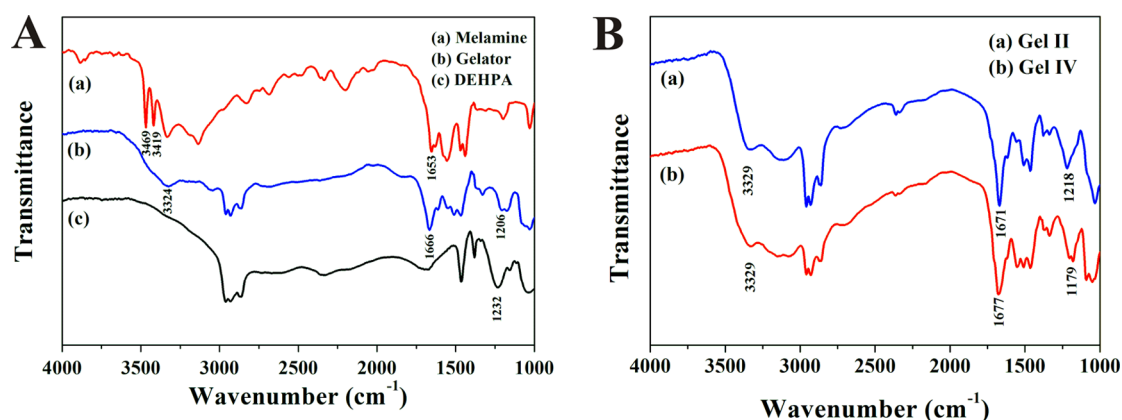 A
(a) Melamine
(b) Gelator
(c) DEHPA
(a)
3469
3419
1653
(b)
3324
1666
1206
(c)
1232
Transmittance
4000 3500 3000 2500 2000 1500 1000
Wavenumber (cm⁻¹)
B
(a) Gel II
(b) Gel IV
(a)
3329
1671
1218
(b)
3329
1677
1179
Transmittance
4000 3500 3000 2500 2000 1500 1000
Wavenumber (cm⁻¹)